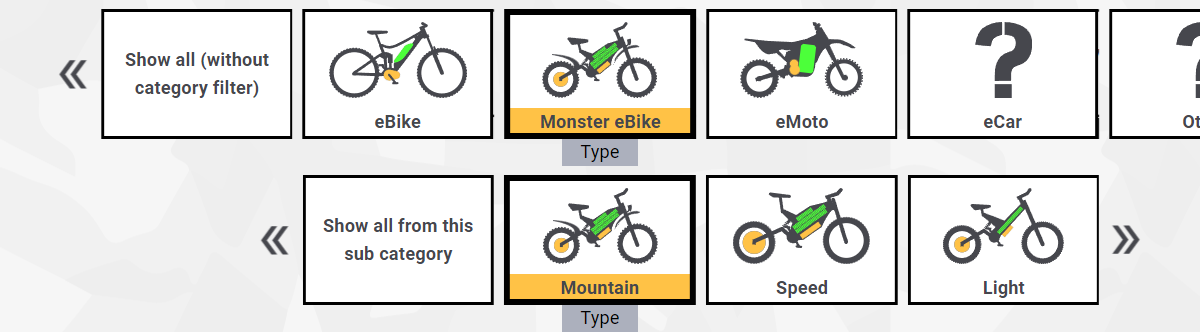 Show all (without
category filter)
eBike
Monster eBike
eMoto
eCar
Ot
Type
Show all from this
sub category
Mountain
Speed
Light
Type